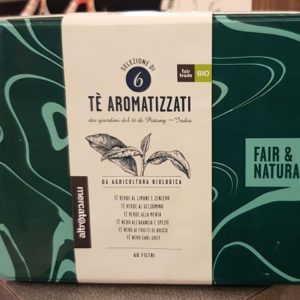 SELEZIONE DI
6
fair
trade
BIO
TÈ AROMATIZZATI
dai giardini del tè di Potong ~ India
FAIR &
NATURA
DA AGRICOLTURA BIOLOGICA
TÈ VERDE AL LIMONE E ZENZERO
TÈ VERDE AL GELSOMINO
TÈ VERDE ALLA MENTA
TÈ NERO ALL'ARANCIA E SPEZIE
TÈ NERO AI FRUTTI DI BOSCO
TÈ NERO EARL GREY
60 FILTRI
altromercato